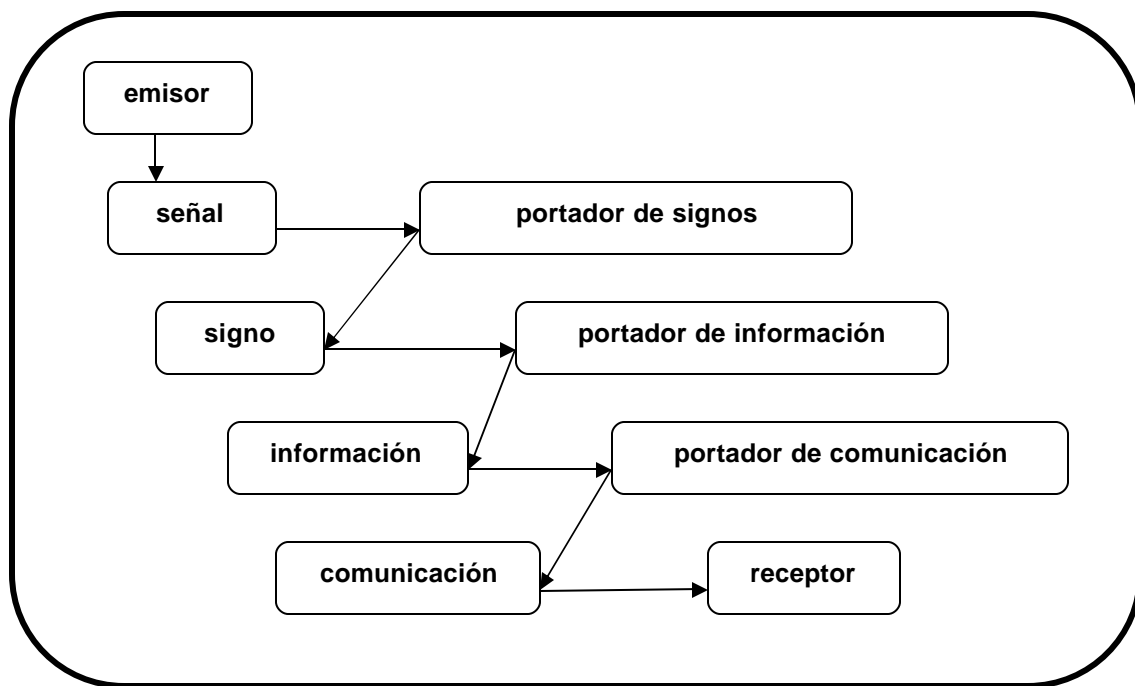 emisor
señal
portador de signos
signo
portador de información
información
portador de comunicación
comunicación
receptor